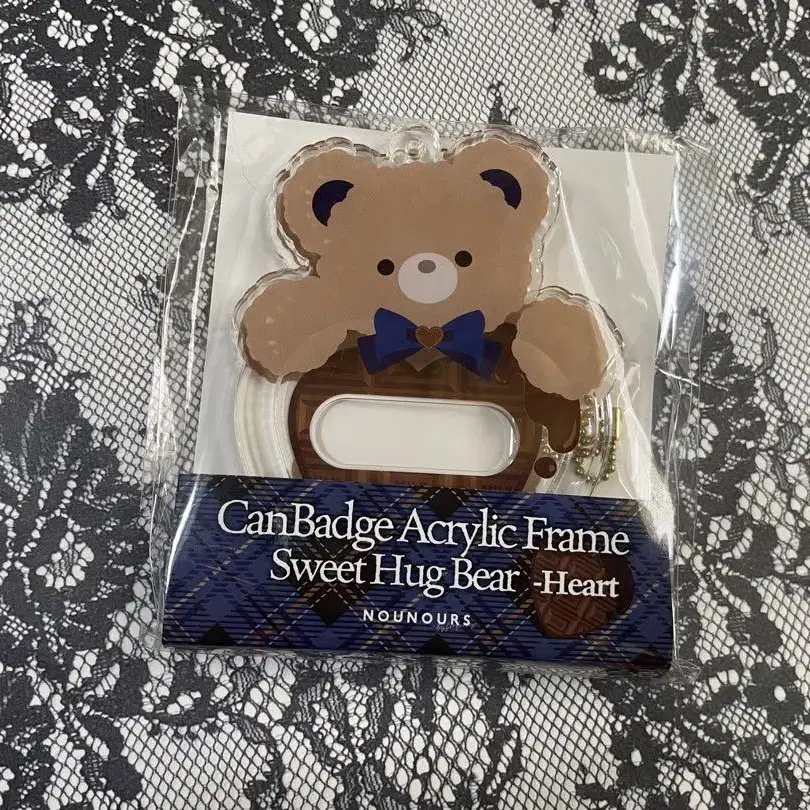 CanBadge Acrylic Frame
Sweet Hug Bear -Heart
NOUNOURS